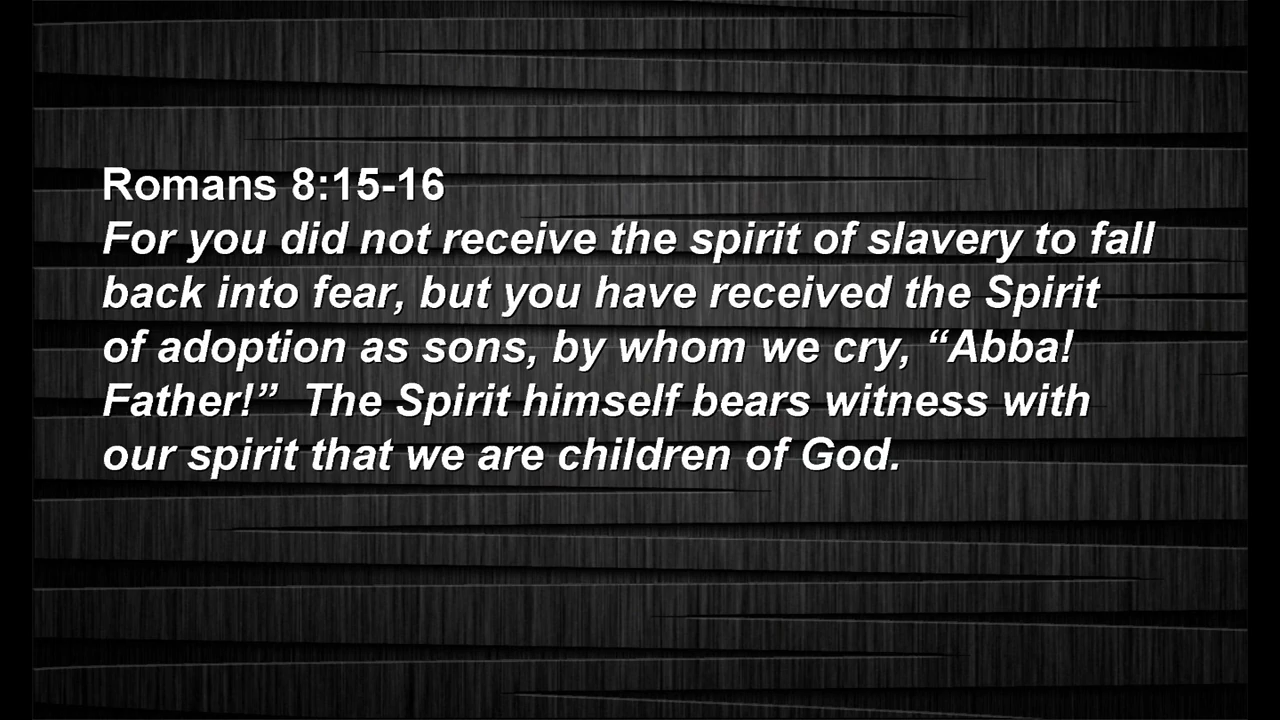 Romans 8:15-16
For you did not receive the spirit of slavery to fall
back into fear, but you have received the Spirit
of adoption as sons, by whom we cry, “Abba!
Father!”  The Spirit himself bears witness with
our spirit that we are children of God.